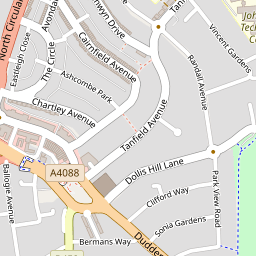 North Circular
Eastleigh Close
The Circle
Cairnfield Avenue
Ashcombe Park
Chartley Avenue
Vincent Gardens
Randall Avenue
Tanfield Avenue
Dollis Hill Lane
A4088
Park View Road
Clifford Way
Sonia Gardens
Bermans Way
Ballogie Avenue